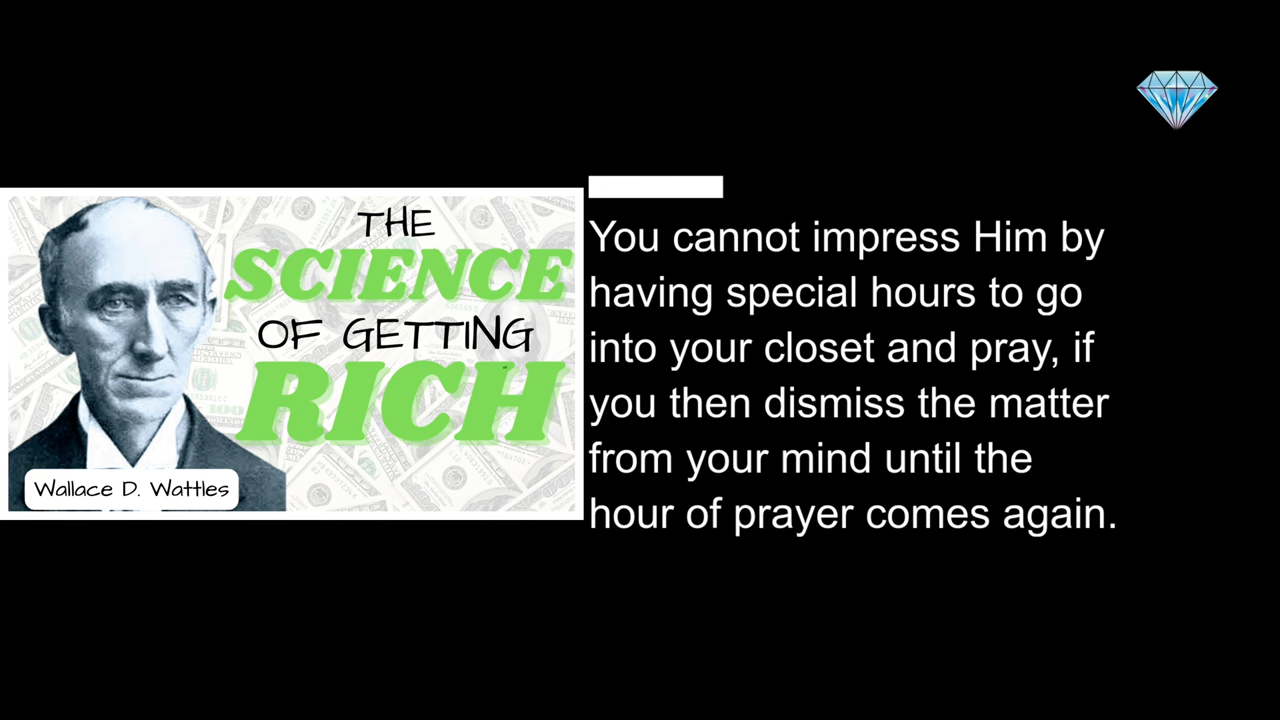 THE
SCIENCE
OF GETTING
RICH
Wallace D. Wattles
You cannot impress Him by
having special hours to go
into your closet and pray, if
you then dismiss the matter
from your mind until the
hour of prayer comes again.